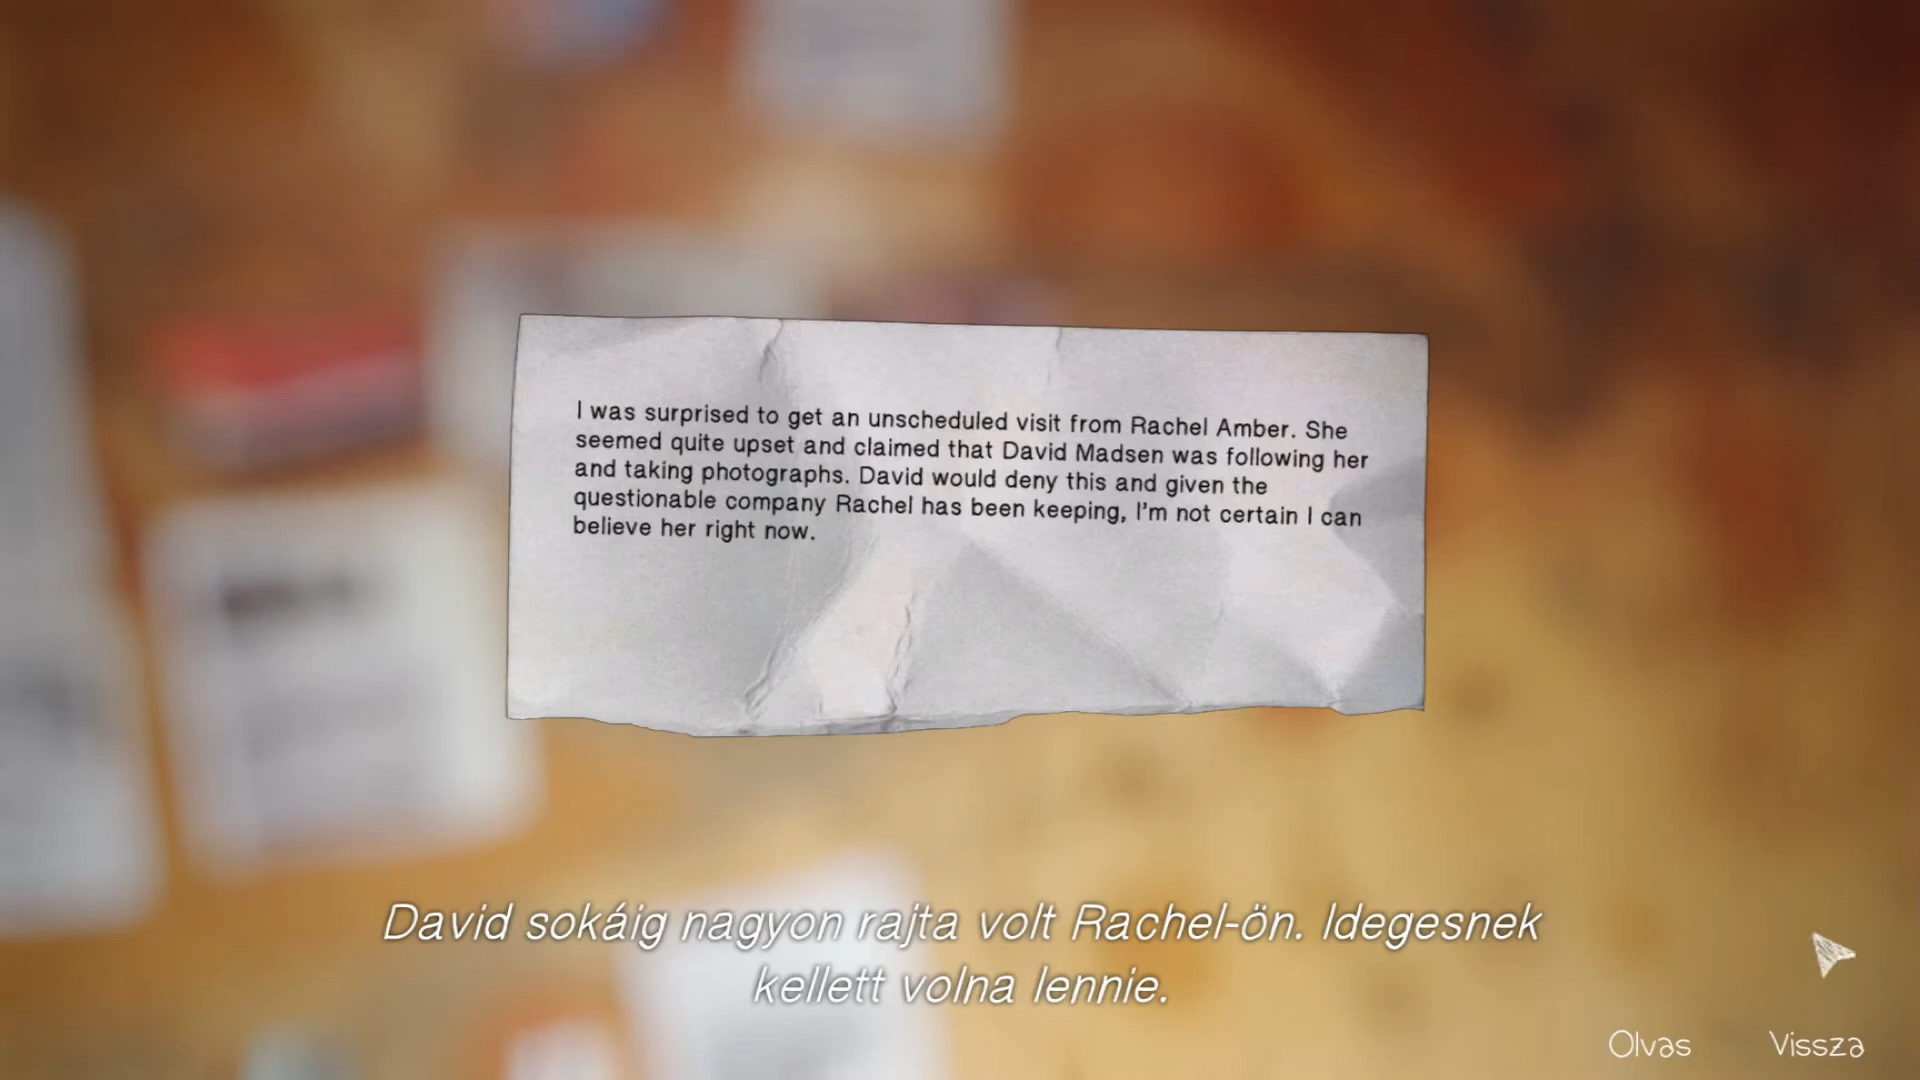 I was surprised to get an unscheduled visit from Rachel Amber. She
seemed quite upset and claimed that David Madsen was following her
and taking photographs. David would deny this and given the
questionable company Rachel has been keeping, I'm not certain I can
believe her right now.
David sokáig nagyon rajta volt Rachel-ön. Idegesnek
kellett volna lennie.
Olvas Vissza